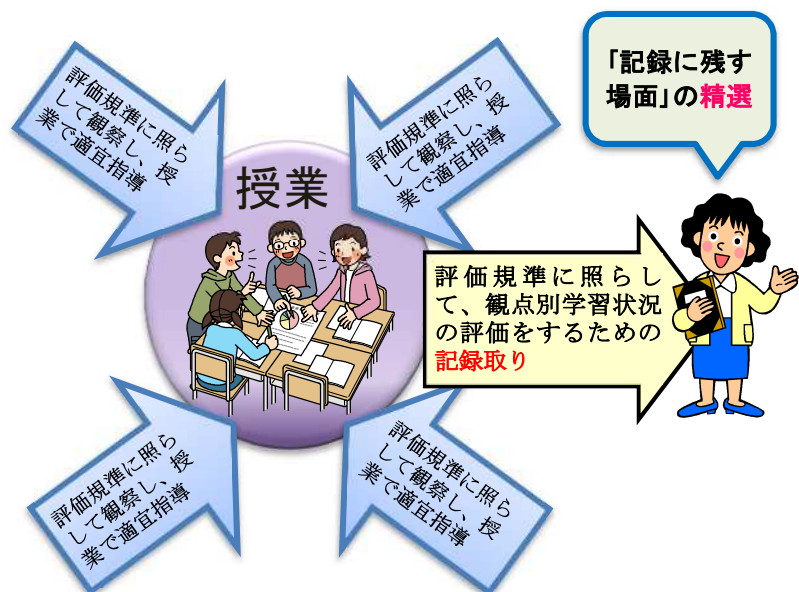 評価規準に照ら
して観察し、授
業で適宜指導
評価規準に照ら
して観察し、授
業で適宜指導
「記録に残す
場面」の精選
授業
評価規準に照らし
て、観点別学習状況
の評価をするための
記録取り
評価規準に照ら
して観察し、授
業で適宜指導
評価規準に照ら
して観察し、授
業で適宜指導